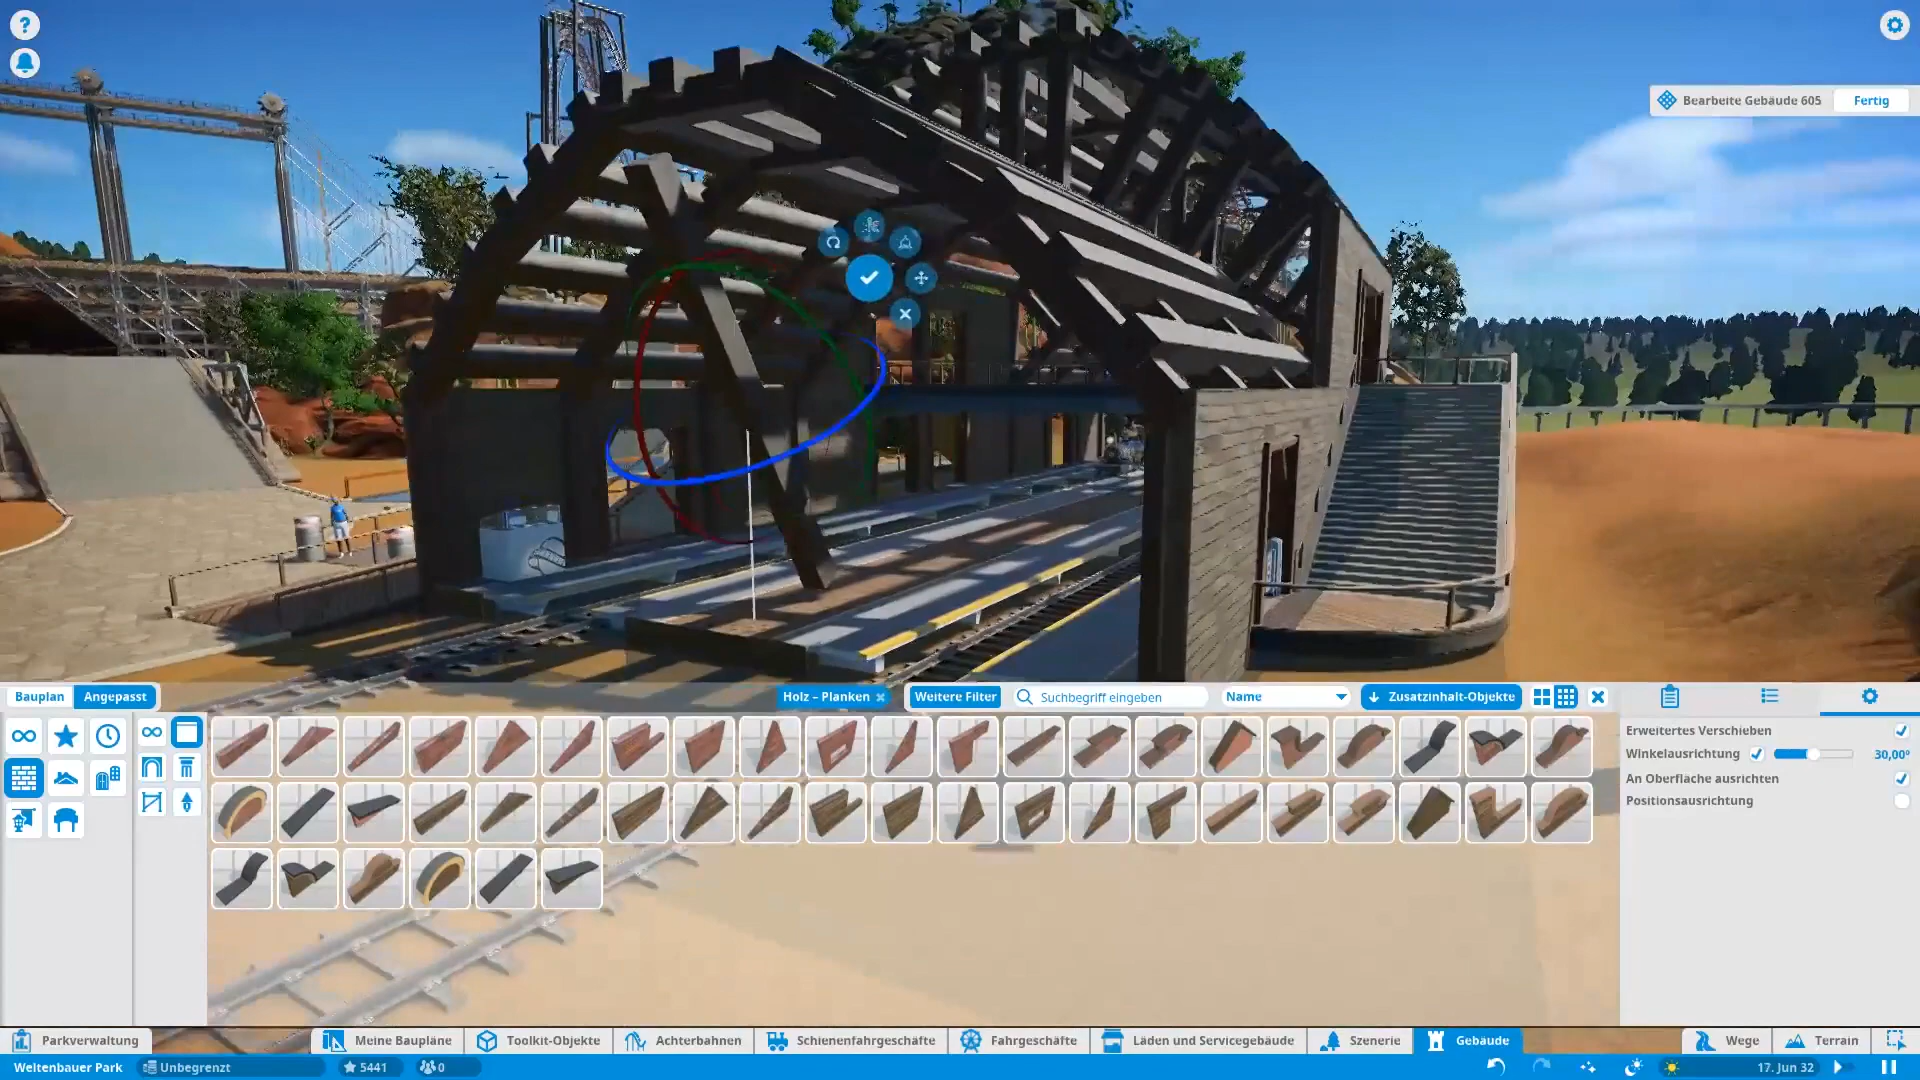 Bearbeite Gebäude 605
Fertig
Bauplan
Angepasst
Holz – Planken
Weitere Filter
Suchbegriff eingeben
Name
Zusatzinhalt-Objekte
Erweitertes Verschieben
Winkelausrichtung
30,00°
An Oberfläche ausrichten
Positionsausrichtung
Parkverwaltung
Meine Baupläne
Toolkit-Objekte
Achterbahnen
Schienenfahrgeschäfte
Fahrgeschäfte
Läden und Servicegebäude
Szenerie
Gebäude
Wege
Terrain
Weltenbauer Park
Unbegrenzt
5441
0
17. Jun 32